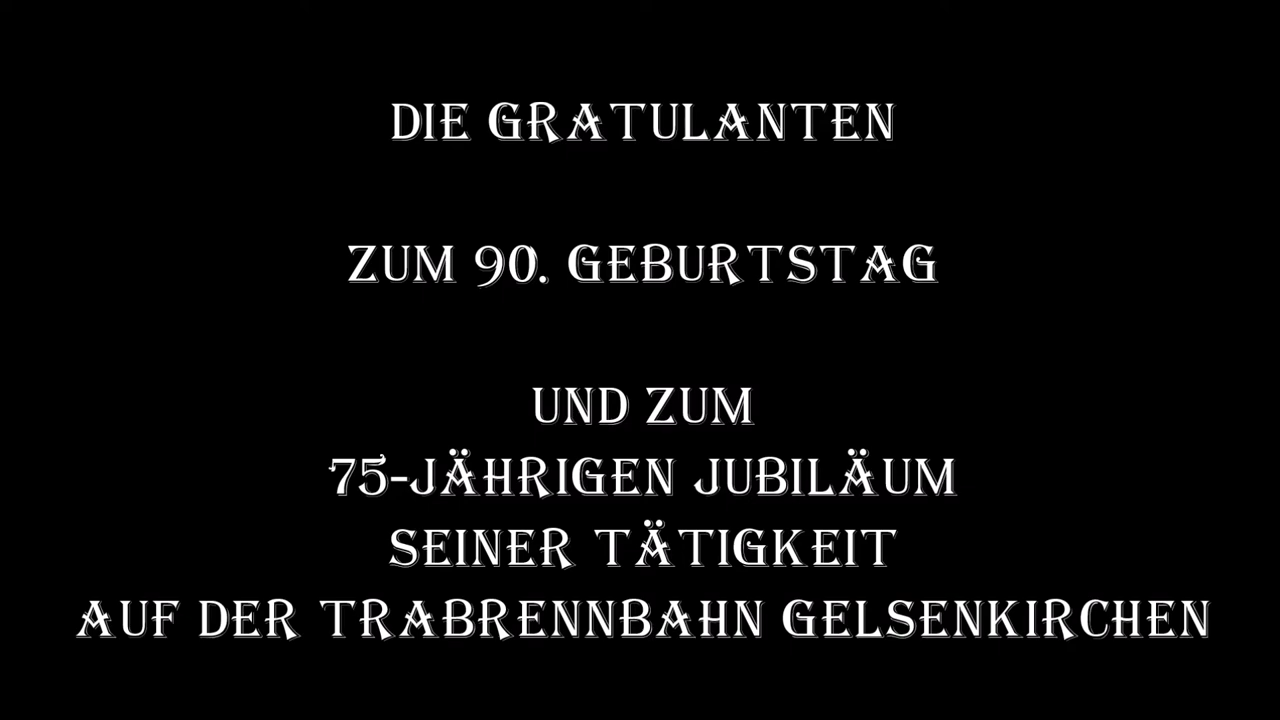 DIE GRATULANTEN
ZUM 90. GEBURTSTAG
UND ZUM
75-JÄHRIGEN JUBILÄUM
SEINER TÄTIGKEIT
AUF DER TRABRENNBAHN GELSENKIRCHEN